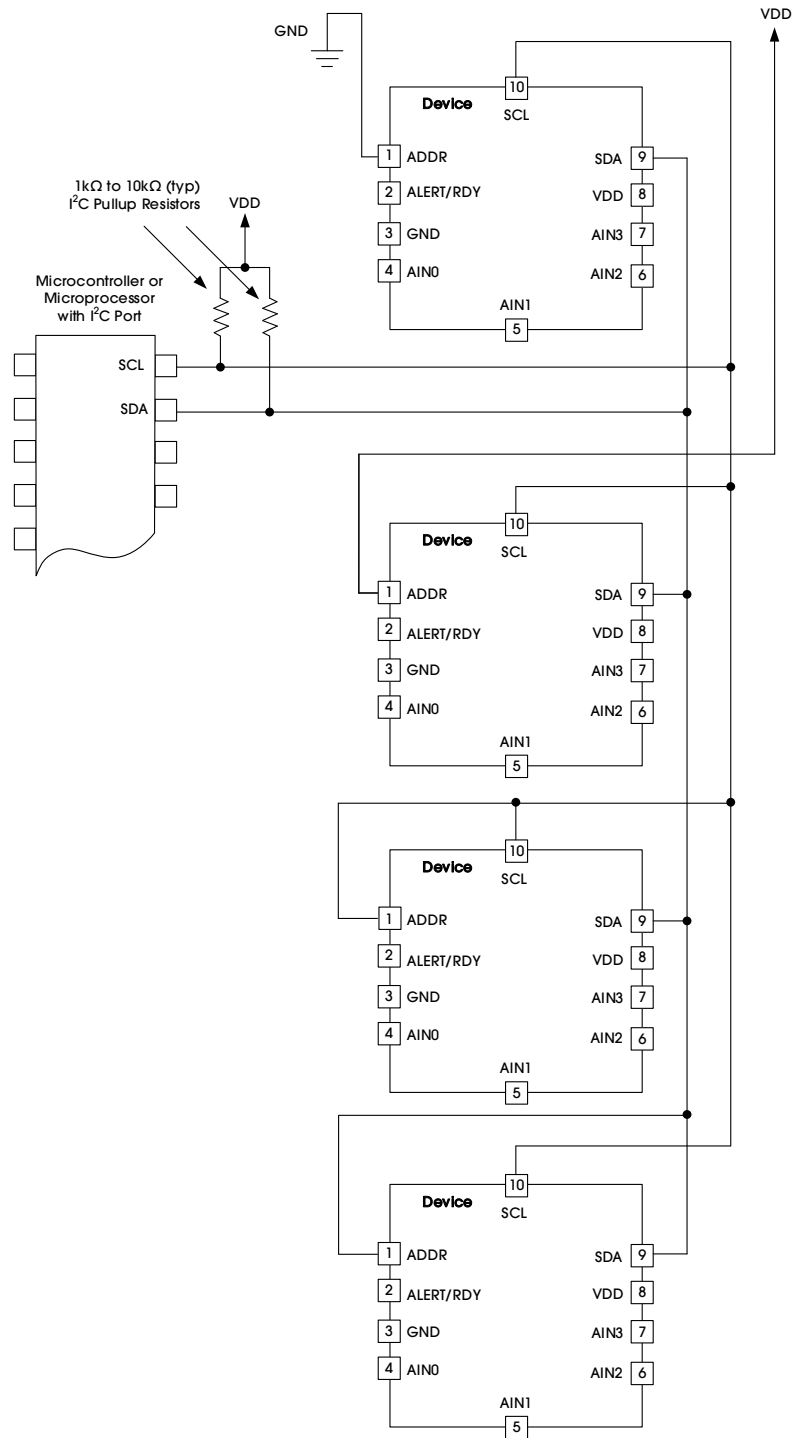 GND
VDD
Device
10
SCL
1 ADDR
SDA 9
2 ALERT/RDY
VDD 8
3 GND
AIN3 7
4 AIN0
AIN2 6
AIN1
5
1kΩ to 10kΩ (typ)
I²C Pullup Resistors
VDD
Microcontroller or
Microprocessor
with I²C Port
SCL
SDA
Device
10
SCL
1 ADDR
SDA 9
2 ALERT/RDY
VDD 8
3 GND
AIN3 7
4 AIN0
AIN2 6
AIN1
5
Device
10
SCL
1 ADDR
SDA 9
2 ALERT/RDY
VDD 8
3 GND
AIN3 7
4 AIN0
AIN2 6
AIN1
5
Device
10
SCL
1 ADDR
SDA 9
2 ALERT/RDY
VDD 8
3 GND
AIN3 7
4 AIN0
AIN2 6
AIN1
5